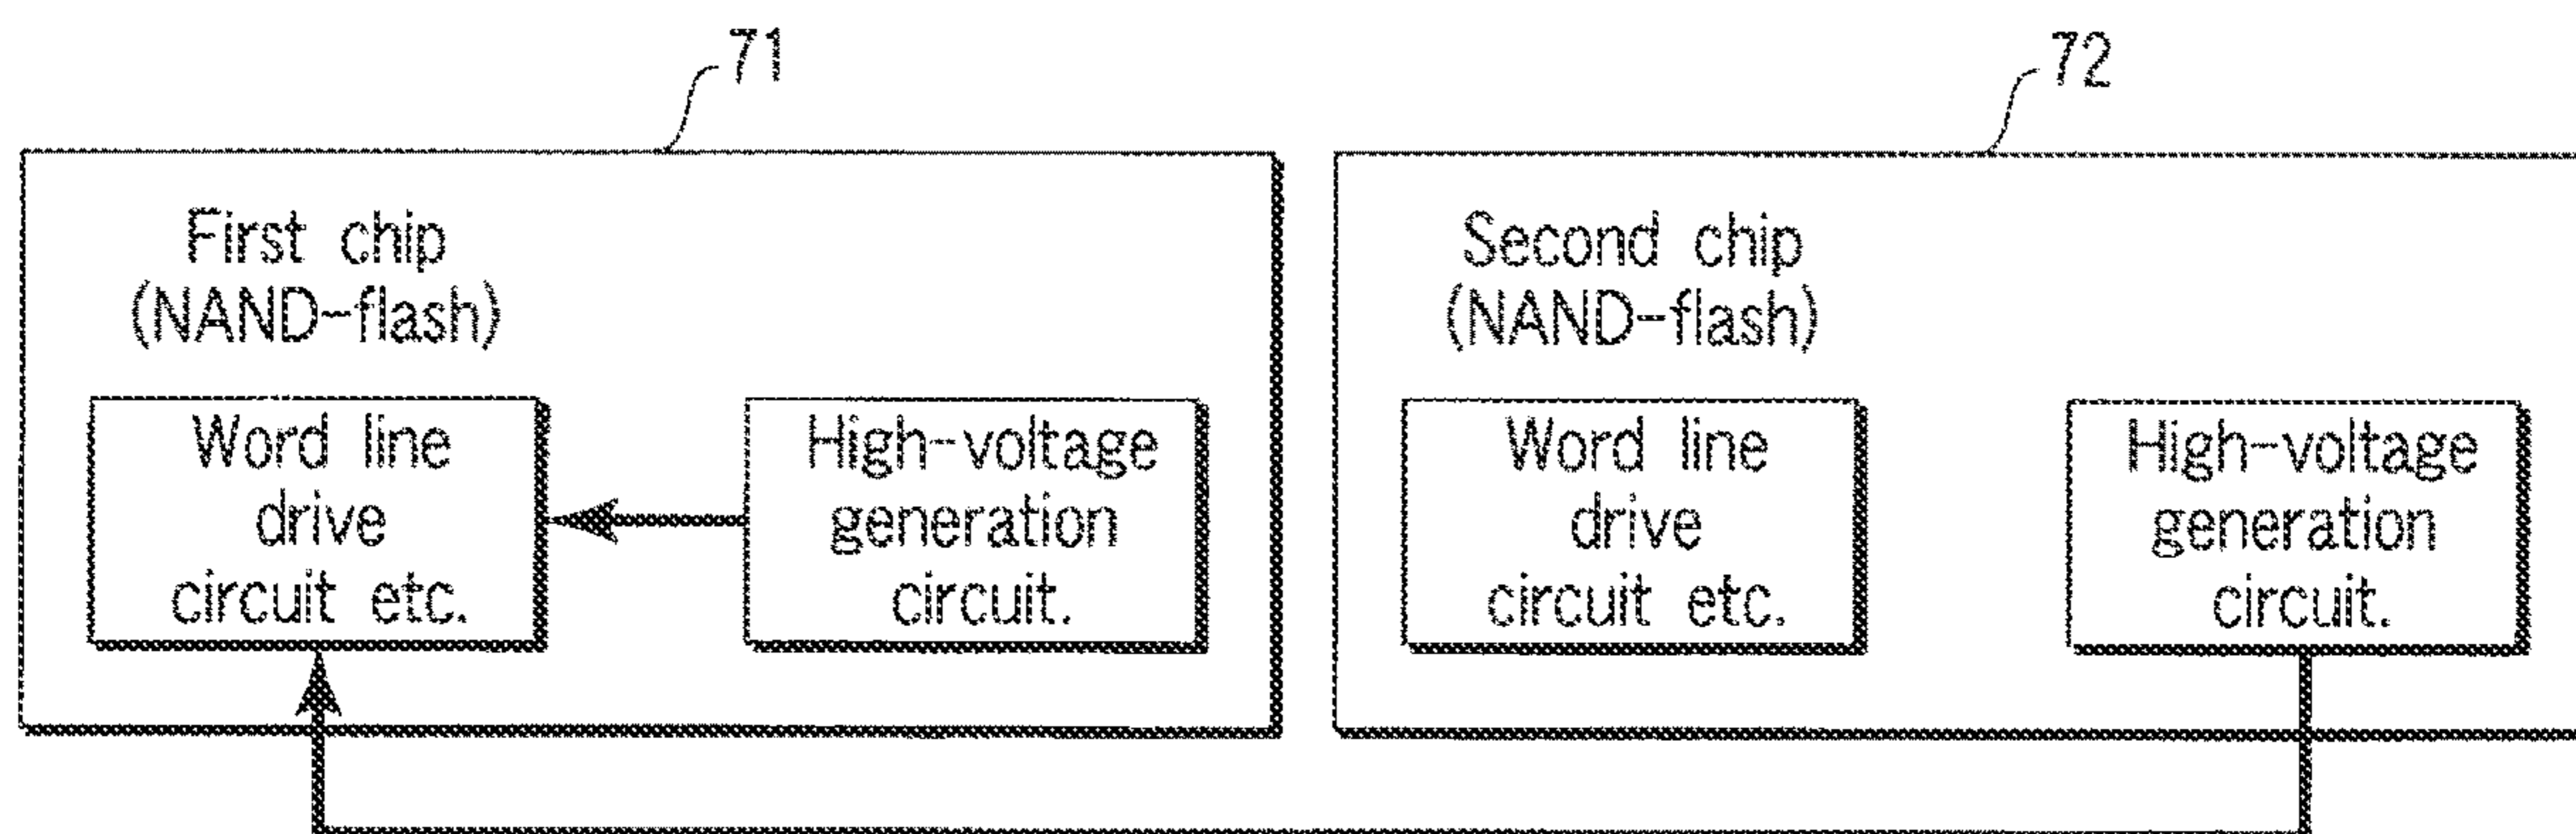 71
72
First chip
(NAND-flash)
Second chip
(NAND-flash)
Word line
drive
circuit etc.
High-voltage
generation
circuit.
Word line
drive
circuit etc.
High-voltage
generation
circuit.